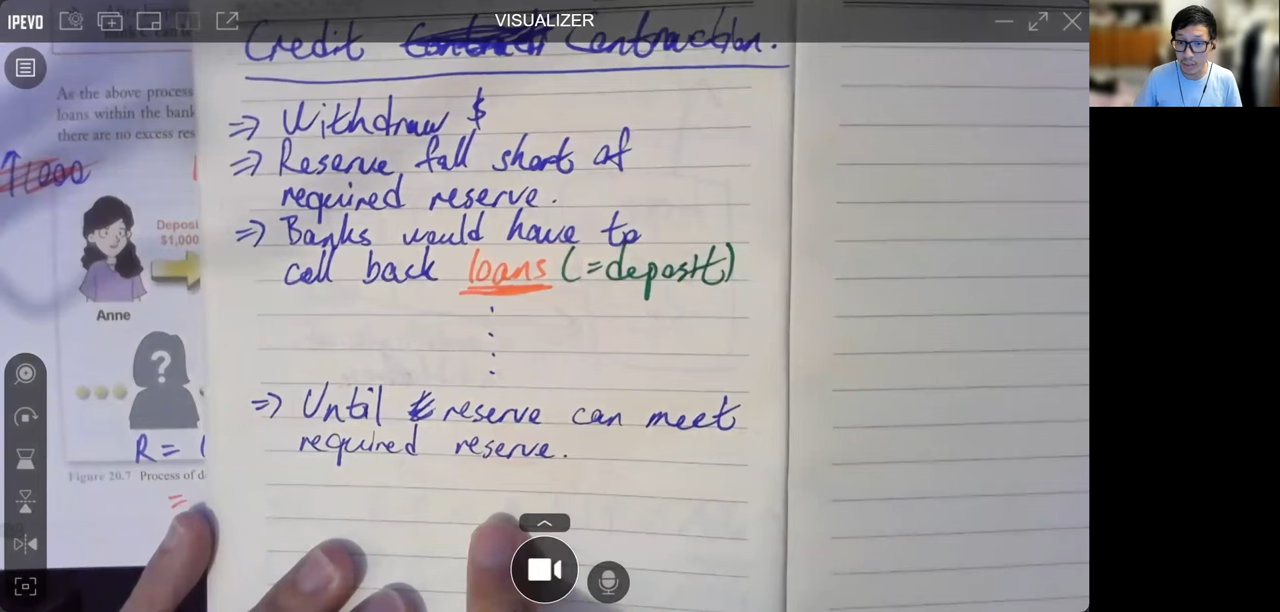 IPEVO
VISUALIZER
Credit Contraction.
As the above process
loans within the bank
there are no excess res
⇒ Withdraw $
⇒ Reserve fall short of
required reserve.
⇒ Banks would have to
call back loans (=deposit)
↑1000
Deposi
$1,000
Anne
?
⇒ Until reserve can meet
required reserve.
R =
Figure 20.7 Process of d
=